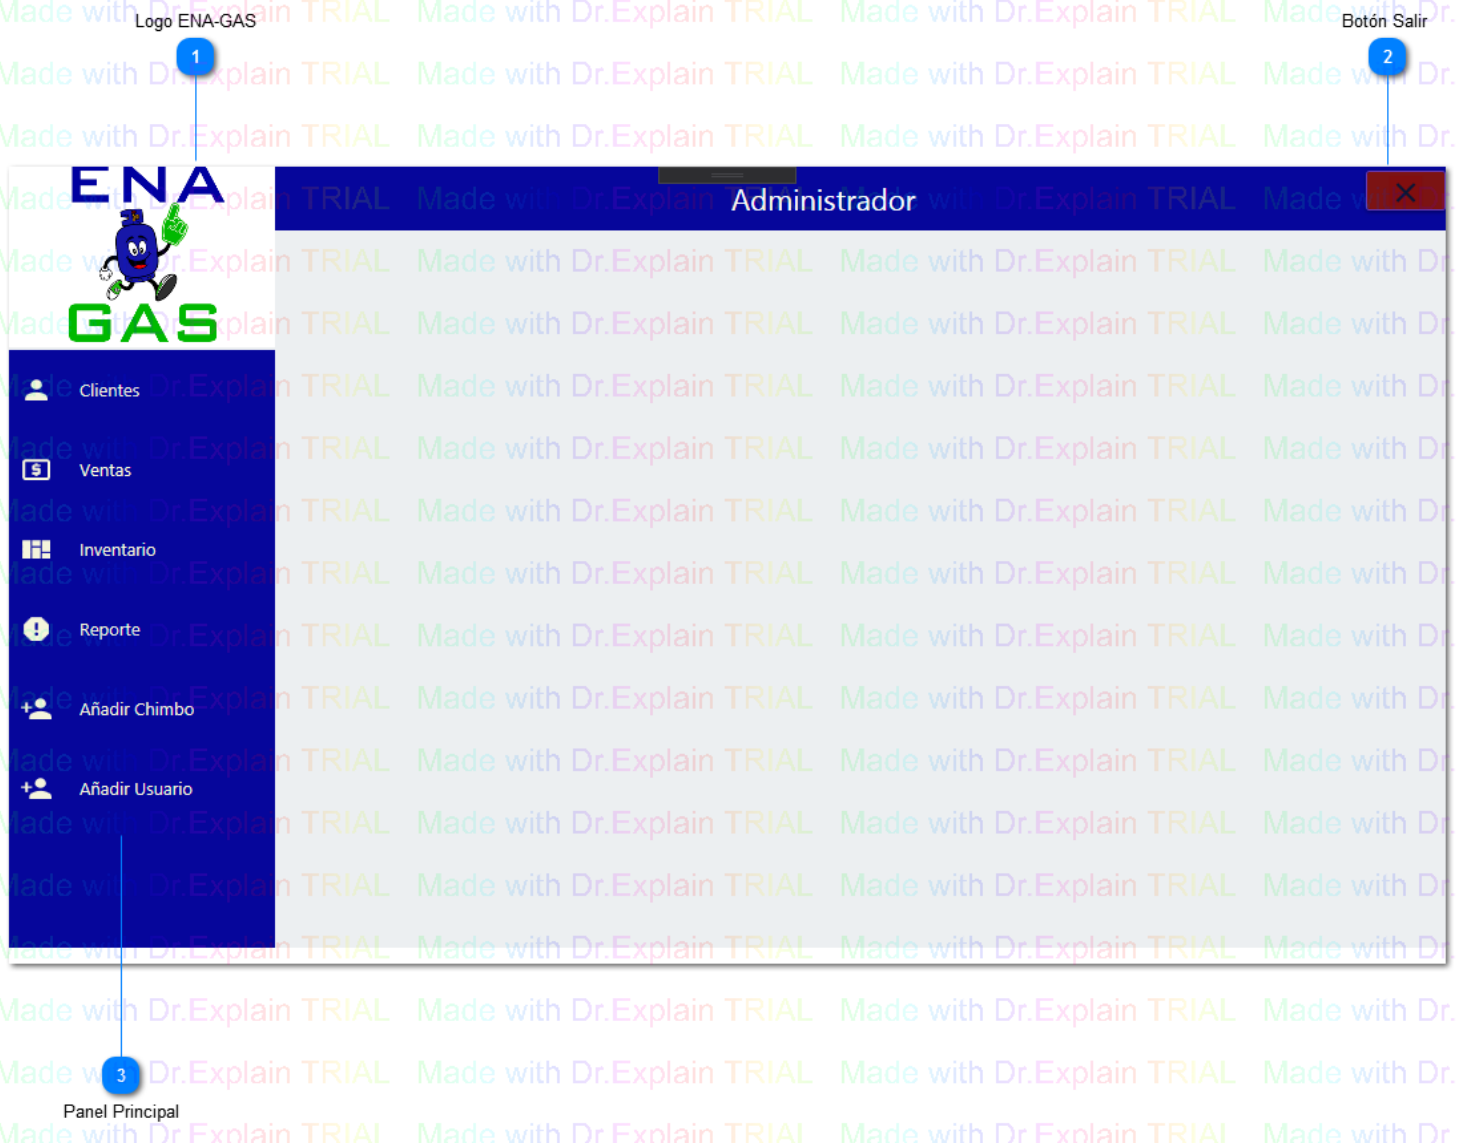 Logo ENA-GAS
Botón Salir
1
2
ENA
GAS
Administrador
Clientes
Ventas
Inventario
Reporte
Añadir Chimbo
Añadir Usuario
3
Panel Principal
Made with Dr.Explain TRIAL